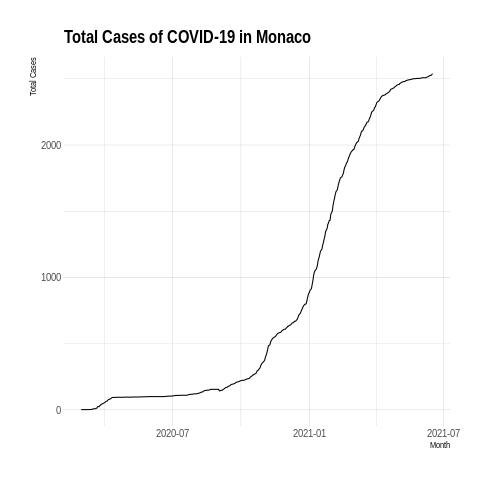 Total Cases of COVID-19 in Monaco
Total Cases
2000
1000
0
2020-07
2021-01
2021-07
Month